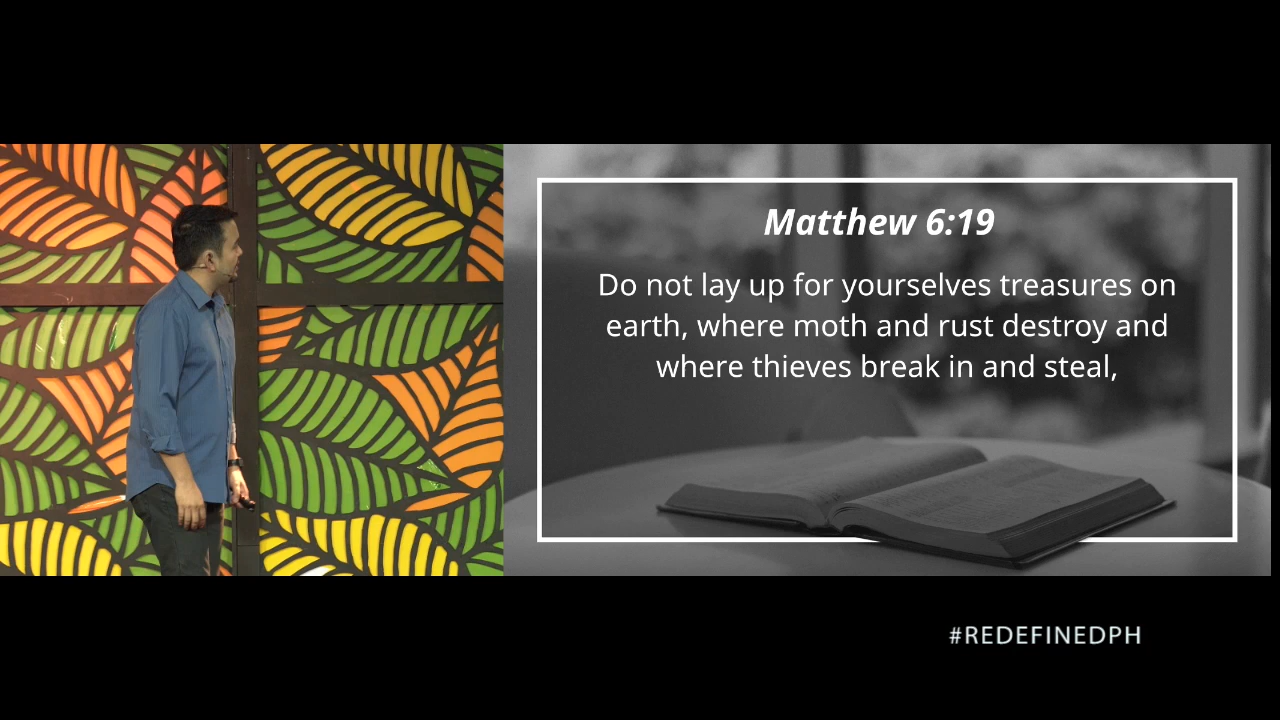 Matthew 6:19
Do not lay up for yourselves treasures on
earth, where moth and rust destroy and
where thieves break in and steal,
#REDEFINEDPH